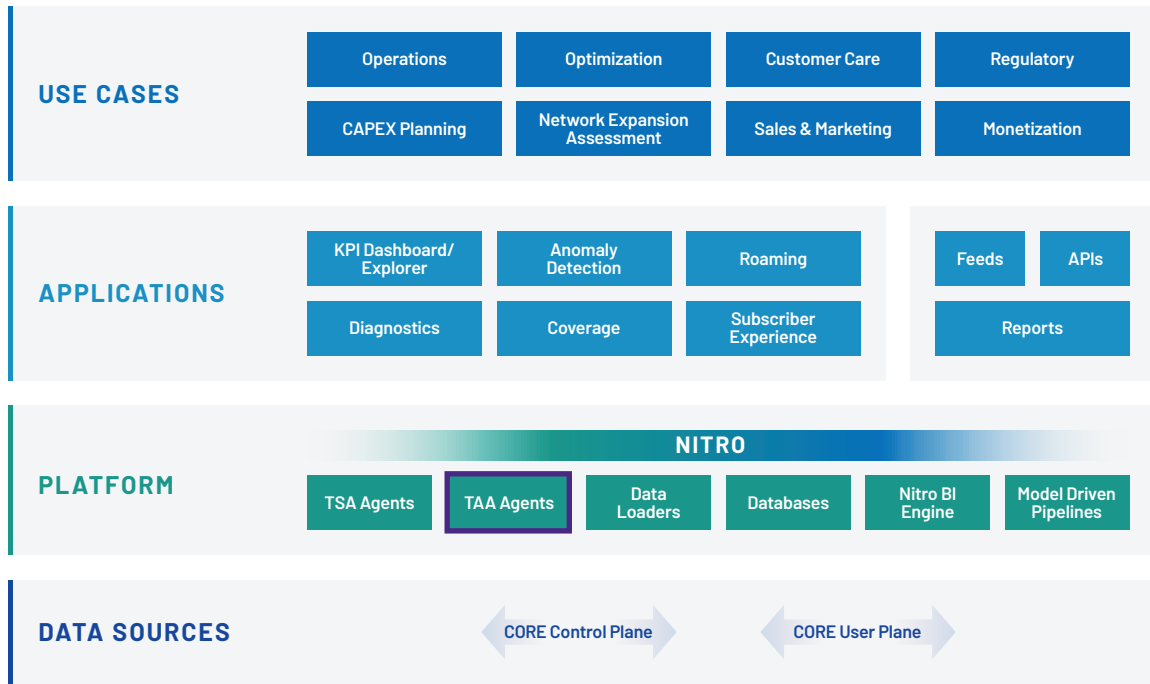 USE CASES
Operations
Optimization
Customer Care
Regulatory
CAPEX Planning
Network Expansion
Assessment
Sales & Marketing
Monetization
APPLICATIONS
KPI Dashboard/
Explorer
Anomaly
Detection
Roaming
Feeds
APIs
Diagnostics
Coverage
Subscriber
Experience
Reports
PLATFORM
NITRO
TSA Agents
TAA Agents
Data
Loaders
Databases
Nitro BI
Engine
Model Driven
Pipelines
DATA SOURCES
CORE Control Plane
CORE User Plane